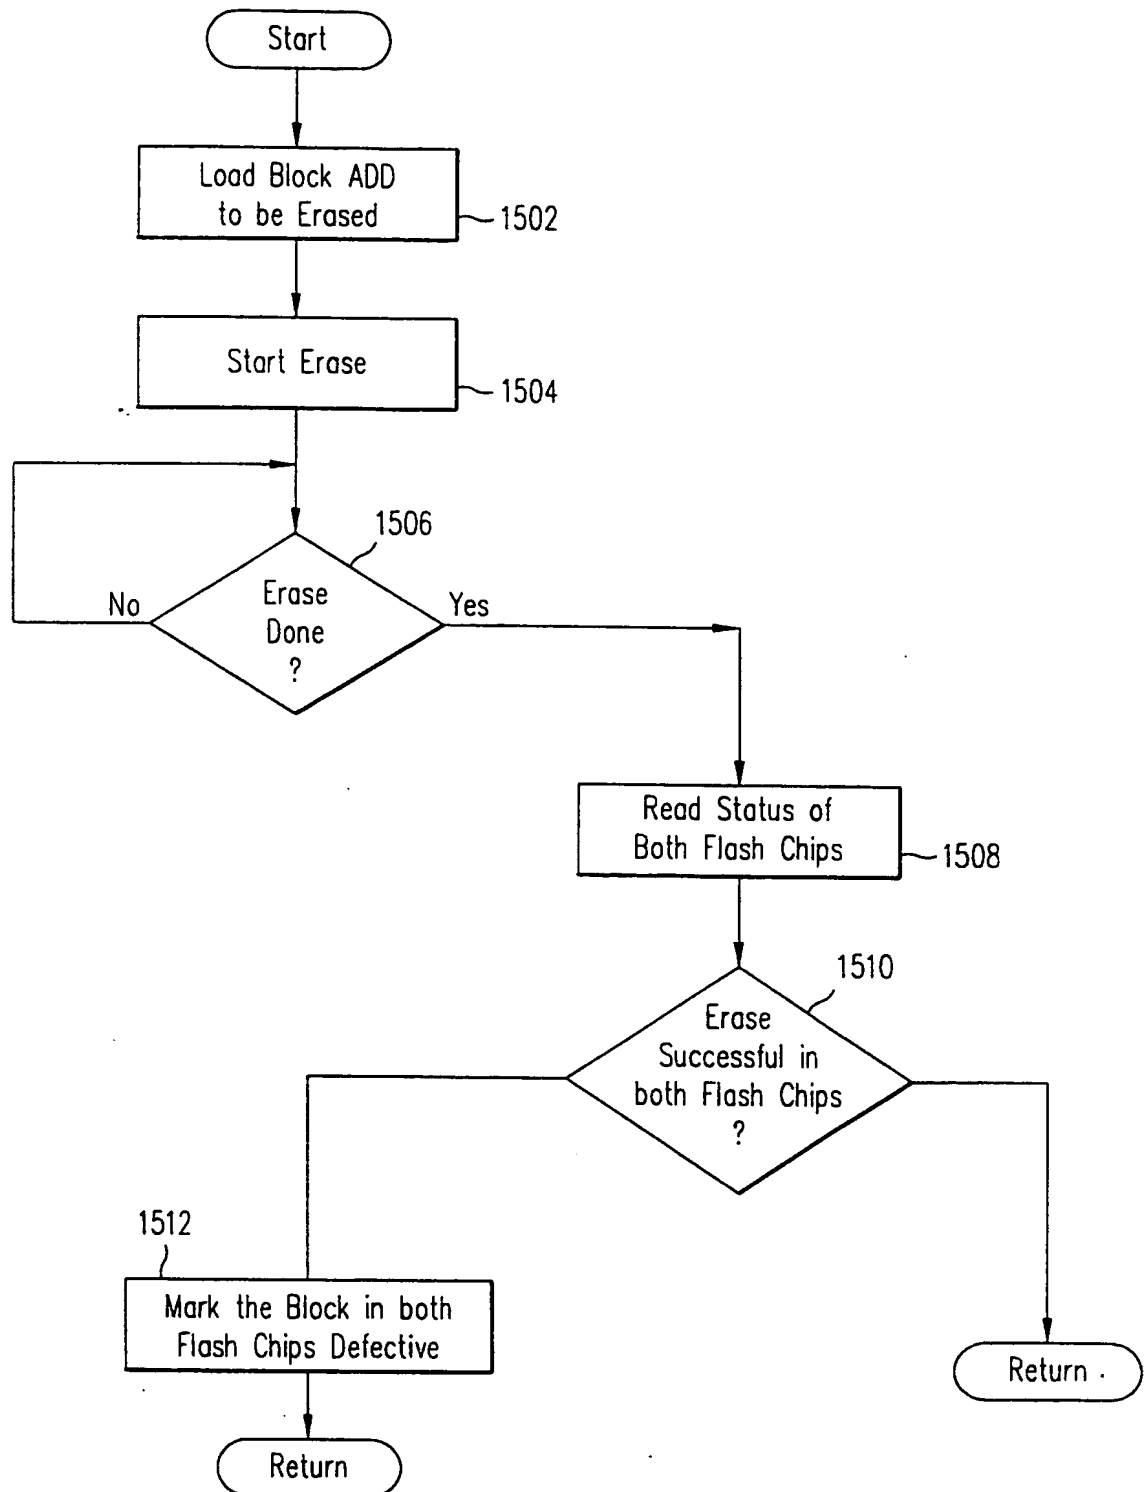 Start
Load Block ADD
to be Erased
1502
Start Erase
1504
1506
Erase
Done
?
No
Yes
Read Status of
Both Flash Chips
1508
1510
Erase
Successful in
both Flash Chips
?
1512
Mark the Block in both
Flash Chips Defective
Return
Return